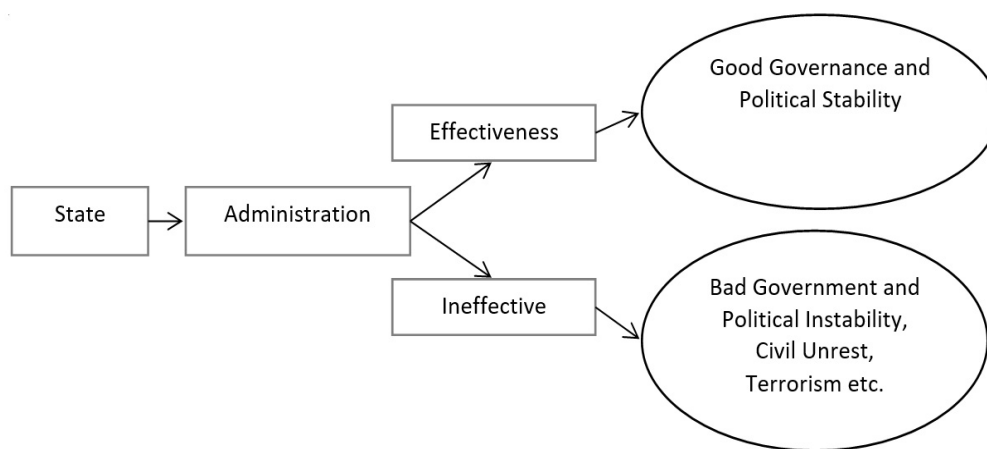 Good Governance and
Political Stability
Effectiveness
State
Administration
Ineffective
Bad Government and
Political Instability,
Civil Unrest,
Terrorism etc.